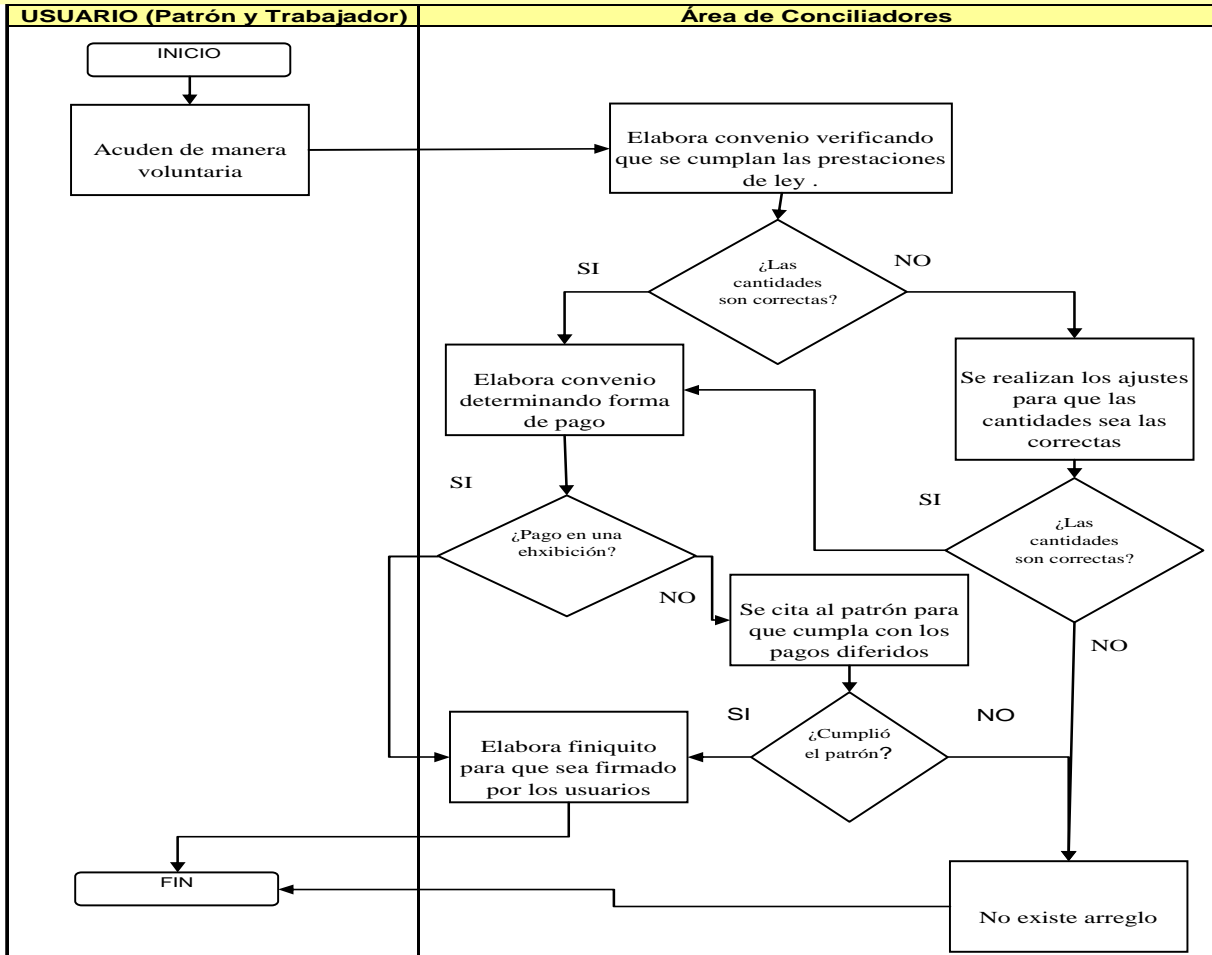 USUARIO (Patrón y Trabajador)
Área de Conciliadores
INICIO
Acuden de manera
voluntaria
Elabora convenio verificando
que se cumplan las prestaciones
de ley .
¿Las
cantidades
son correctas?
SI
NO
Elabora convenio
determinando forma
de pago
Se realizan los ajustes
para que las
cantidades sea las
correctas
SI
SI
¿Pago en una
ehxibición?
¿Las
cantidades
son correctas?
NO
Se cita al patrón para
que cumpla con los
pagos diferidos
NO
SI
NO
¿Cumplió
el patrón?
Elabora finiquito
para que sea firmado
por los usuarios
FIN
No existe arreglo